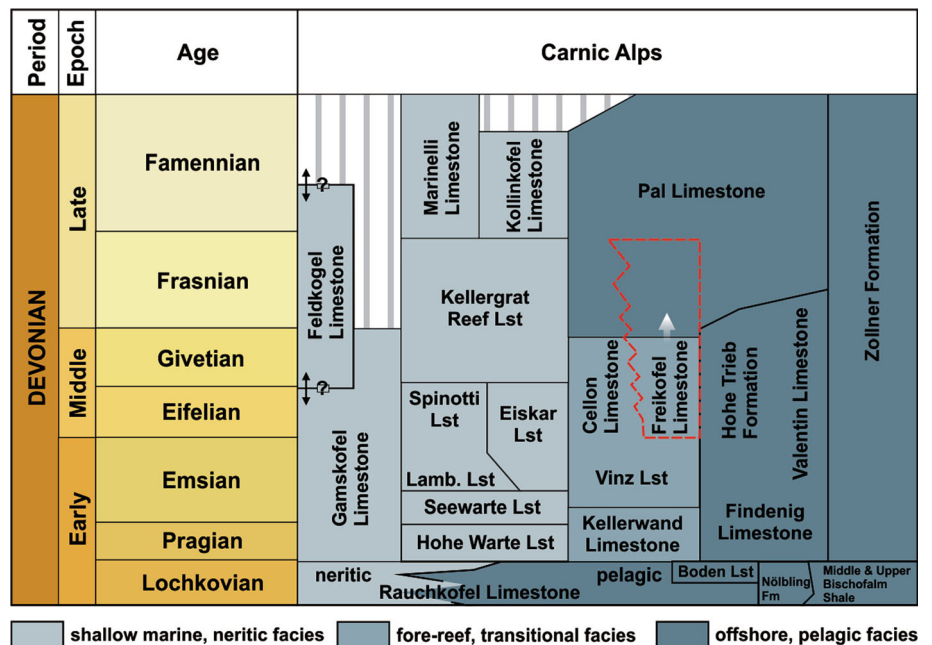 Period
Epoch
Age
Carnic Alps
DEVONIAN
Late
Middle
Early
Famennian
Frasnian
Givetian
Eifelian
Emsian
Pragian
Lochkovian
?
Feldkogel
Limestone
?
Gamskofel
Limestone
Marinelli
Limestone
Kollinkofel
Limestone
Kellergrat
Reef Lst
Spinotti
Lst
Eiskar
Lst
Lamb. Lst
Seewarte Lst
Hohe Warte Lst
Pal Limestone
Cellon
Limestone
Freikofel
Limestone
Vinz Lst
Kellerwand
Limestone
Hohe Trieb
Formation
Valentin Limestone
Findenig
Limestone
Zollner Formation
neritic
pelagic
Rauchkofel Limestone
Boden Lst
Nölbling
Fm
Middle & Upper
Bischofalm
Shale
shallow marine, neritic facies
fore-reef, transitional facies
offshore, pelagic facies